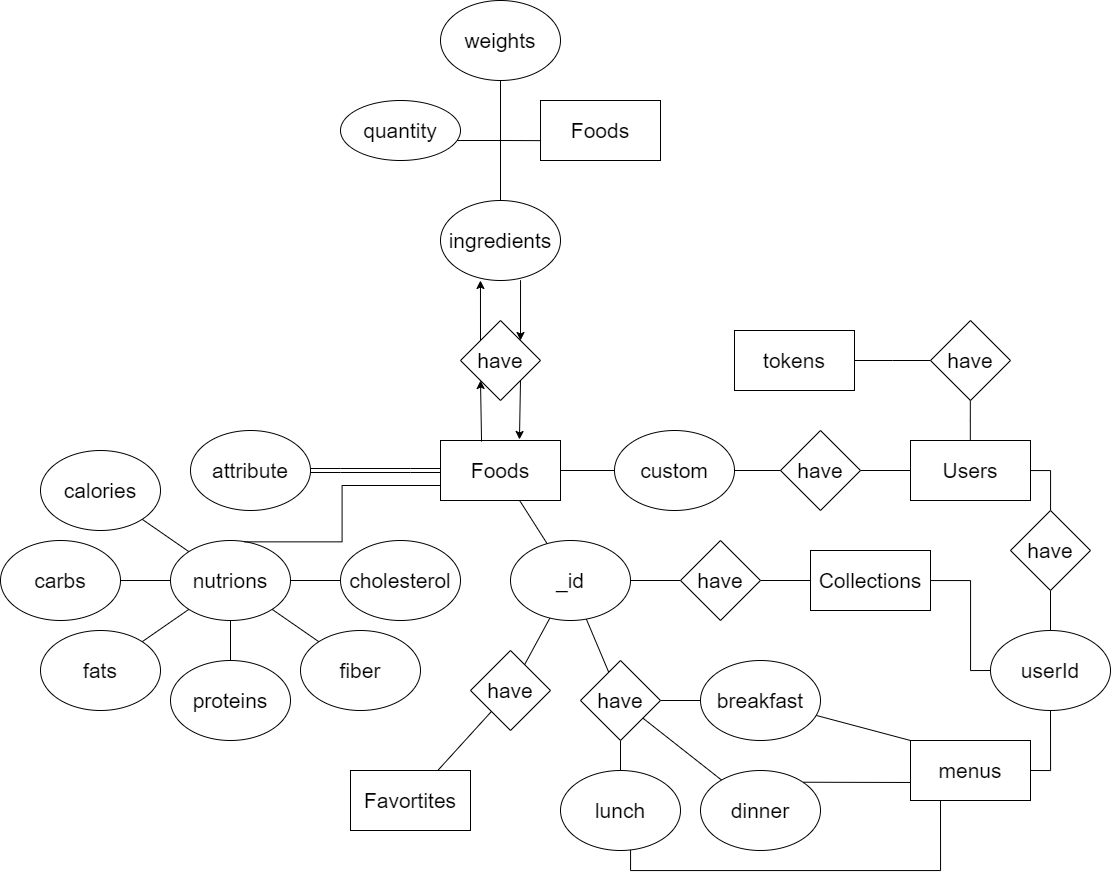 weights
quantity
Foods
ingredients
have
tokens
have
attribute
Foods
custom
have
Users
calories
have
carbs
nutrions
cholesterol
_id
have
Collections
fats
fiber
userId
have
proteins
have
breakfast
menus
Favortites
lunch
dinner